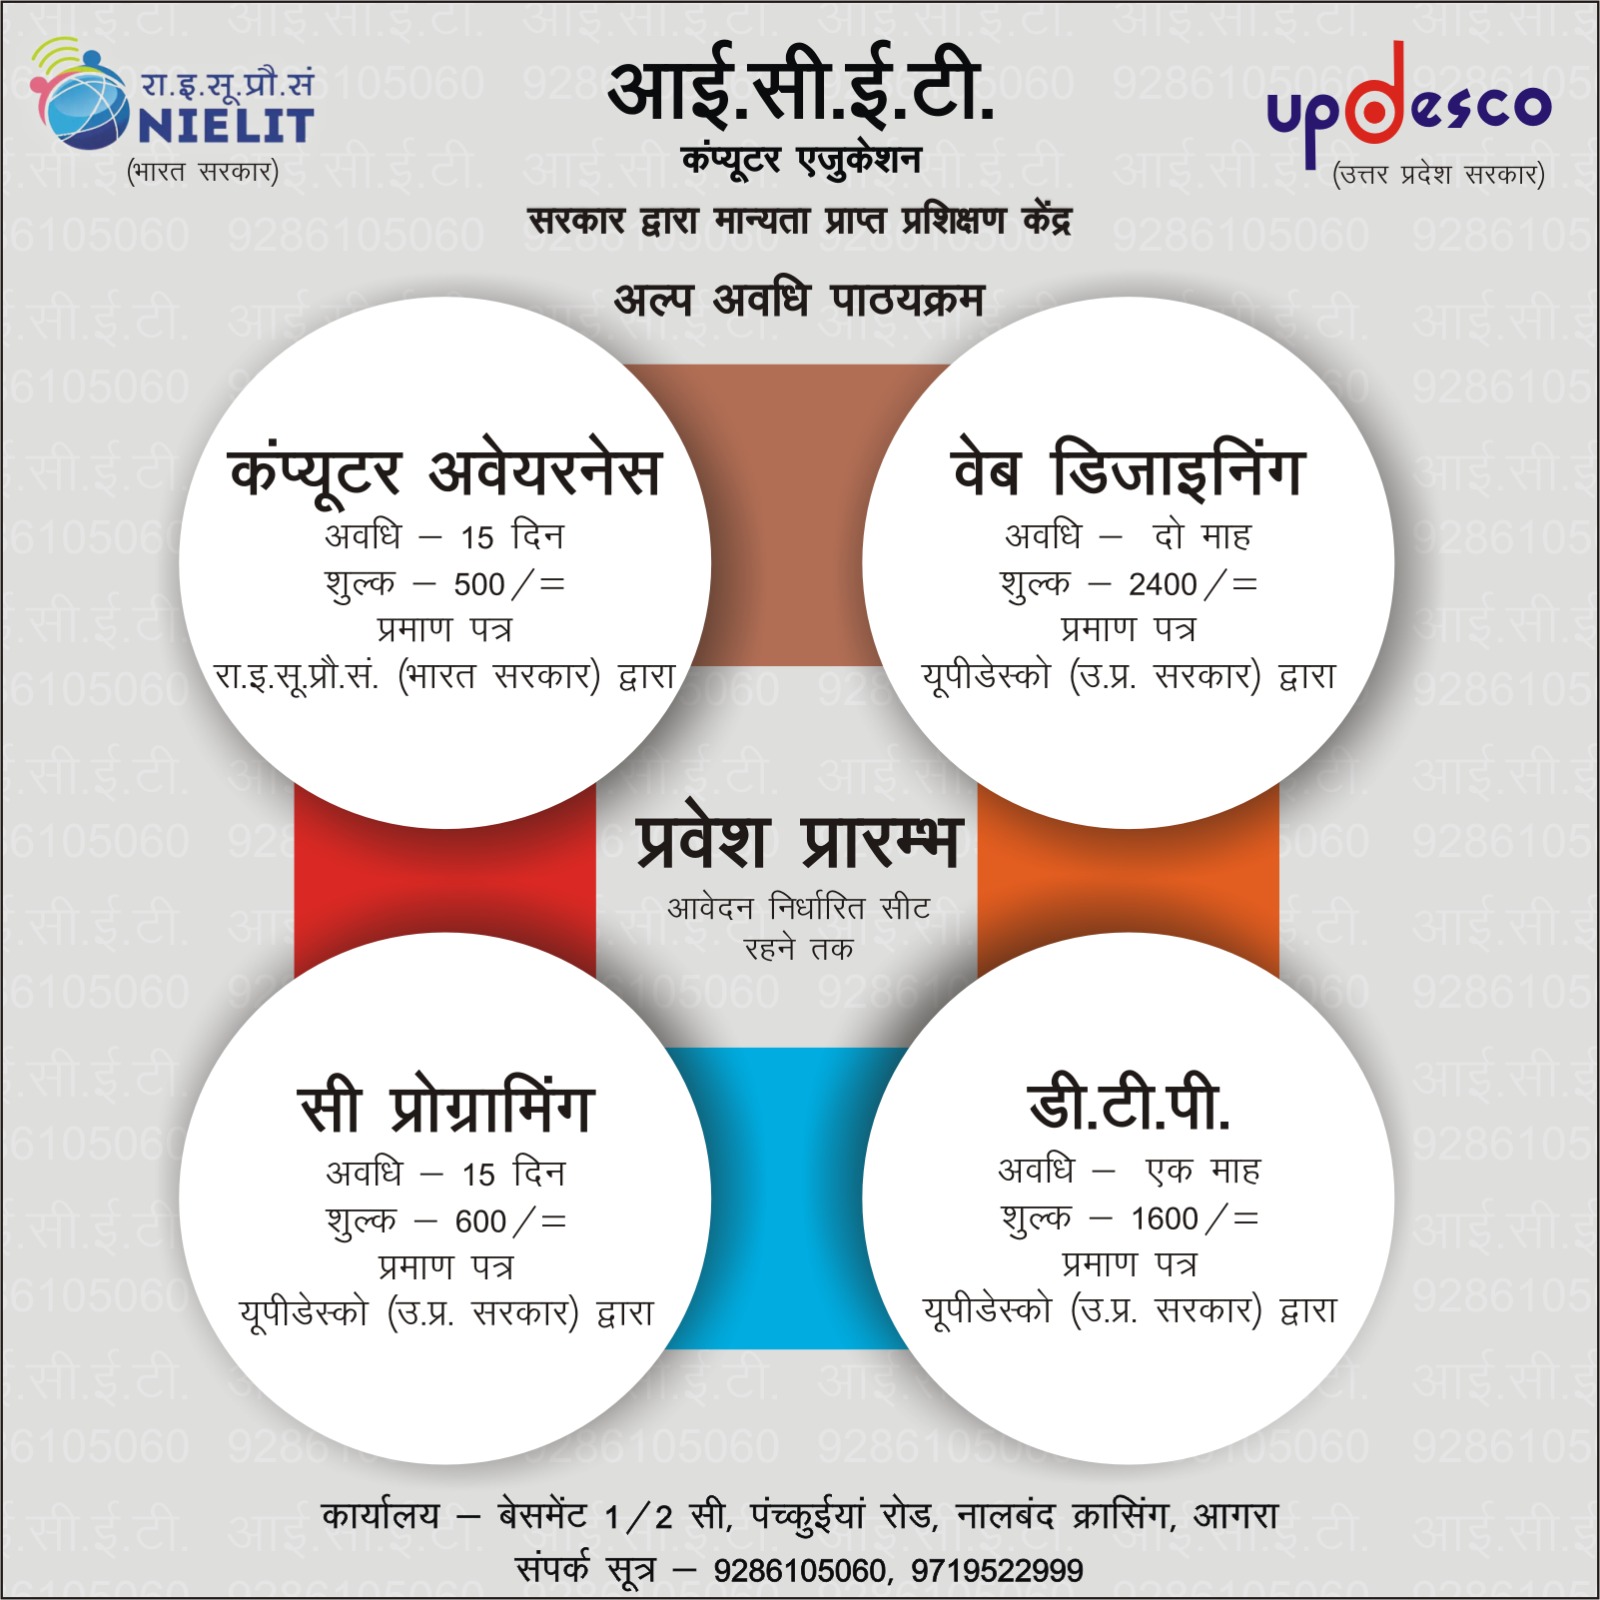 रा.इ.सू.प्रौ.सं
NIELIT
(भारत सरकार)
आई.सी.ई.टी.
कंप्यूटर एजुकेशन
सरकार द्वारा मान्यता प्राप्त प्रशिक्षण केंद्र
updesco
(उत्तर प्रदेश सरकार)
अल्प अवधि पाठयक्रम
कंप्यूटर अवेयरनेस
अवधि – 15 दिन
शुल्क – 500/=
प्रमाण पत्र
रा.इ.सू.प्रौ.सं. (भारत सरकार) द्वारा
वेब डिजाइनिंग
अवधि – दो माह
शुल्क – 2400/=
प्रमाण पत्र
यूपीडेस्को (उ.प्र. सरकार) द्वारा
प्रवेश प्रारम्भ
आवेदन निर्धारित सीट
रहने तक
सी प्रोग्रामिंग
अवधि – 15 दिन
शुल्क – 600/=
प्रमाण पत्र
यूपीडेस्को (उ.प्र. सरकार) द्वारा
डी.टी.पी.
अवधि – एक माह
शुल्क – 1600/=
प्रमाण पत्र
यूपीडेस्को (उ.प्र. सरकार) द्वारा
कार्यालय – बेसमेंट 1/2 सी, पंच्कुईयां रोड, नालबंद क्रासिंग, आगरा
संपर्क सूत्र – 9286105060, 9719522999